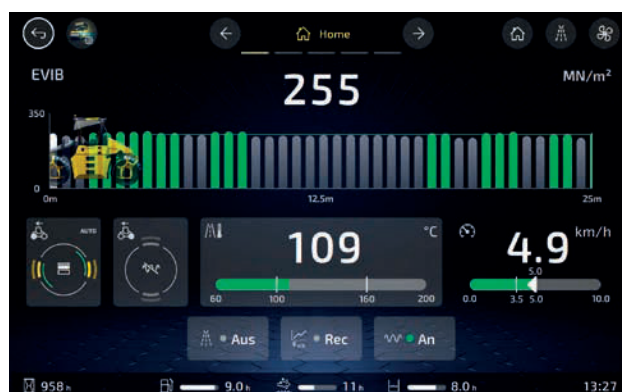 Home
EVIB
255
MN/m²
350
0
0m
12.5m
25m
AUTO
109
°C
60
100
160
200
4.9
km/h
5.0
0.0
3.5
5.0
10.0
Aus
Rec
An
958 h
9.0 h
11 h
8.0 h
13:27